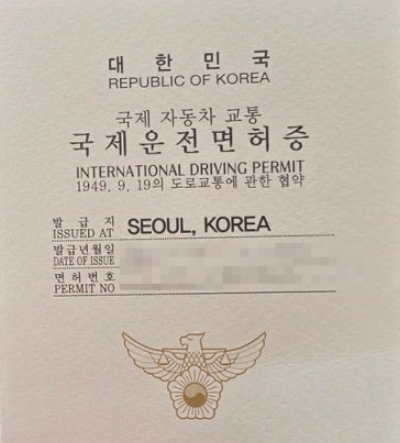 대 한 민 국
REPUBLIC OF KOREA
국제 자동차 교통
국제운전면허증
INTERNATIONAL DRIVING PERMIT
1949. 9. 19의 도로교통에 관한 협약
발 급 지
ISSUED AT SEOUL, KOREA
발급년월일
DATE OF ISSUE
면 허 번 호
PERMIT NO